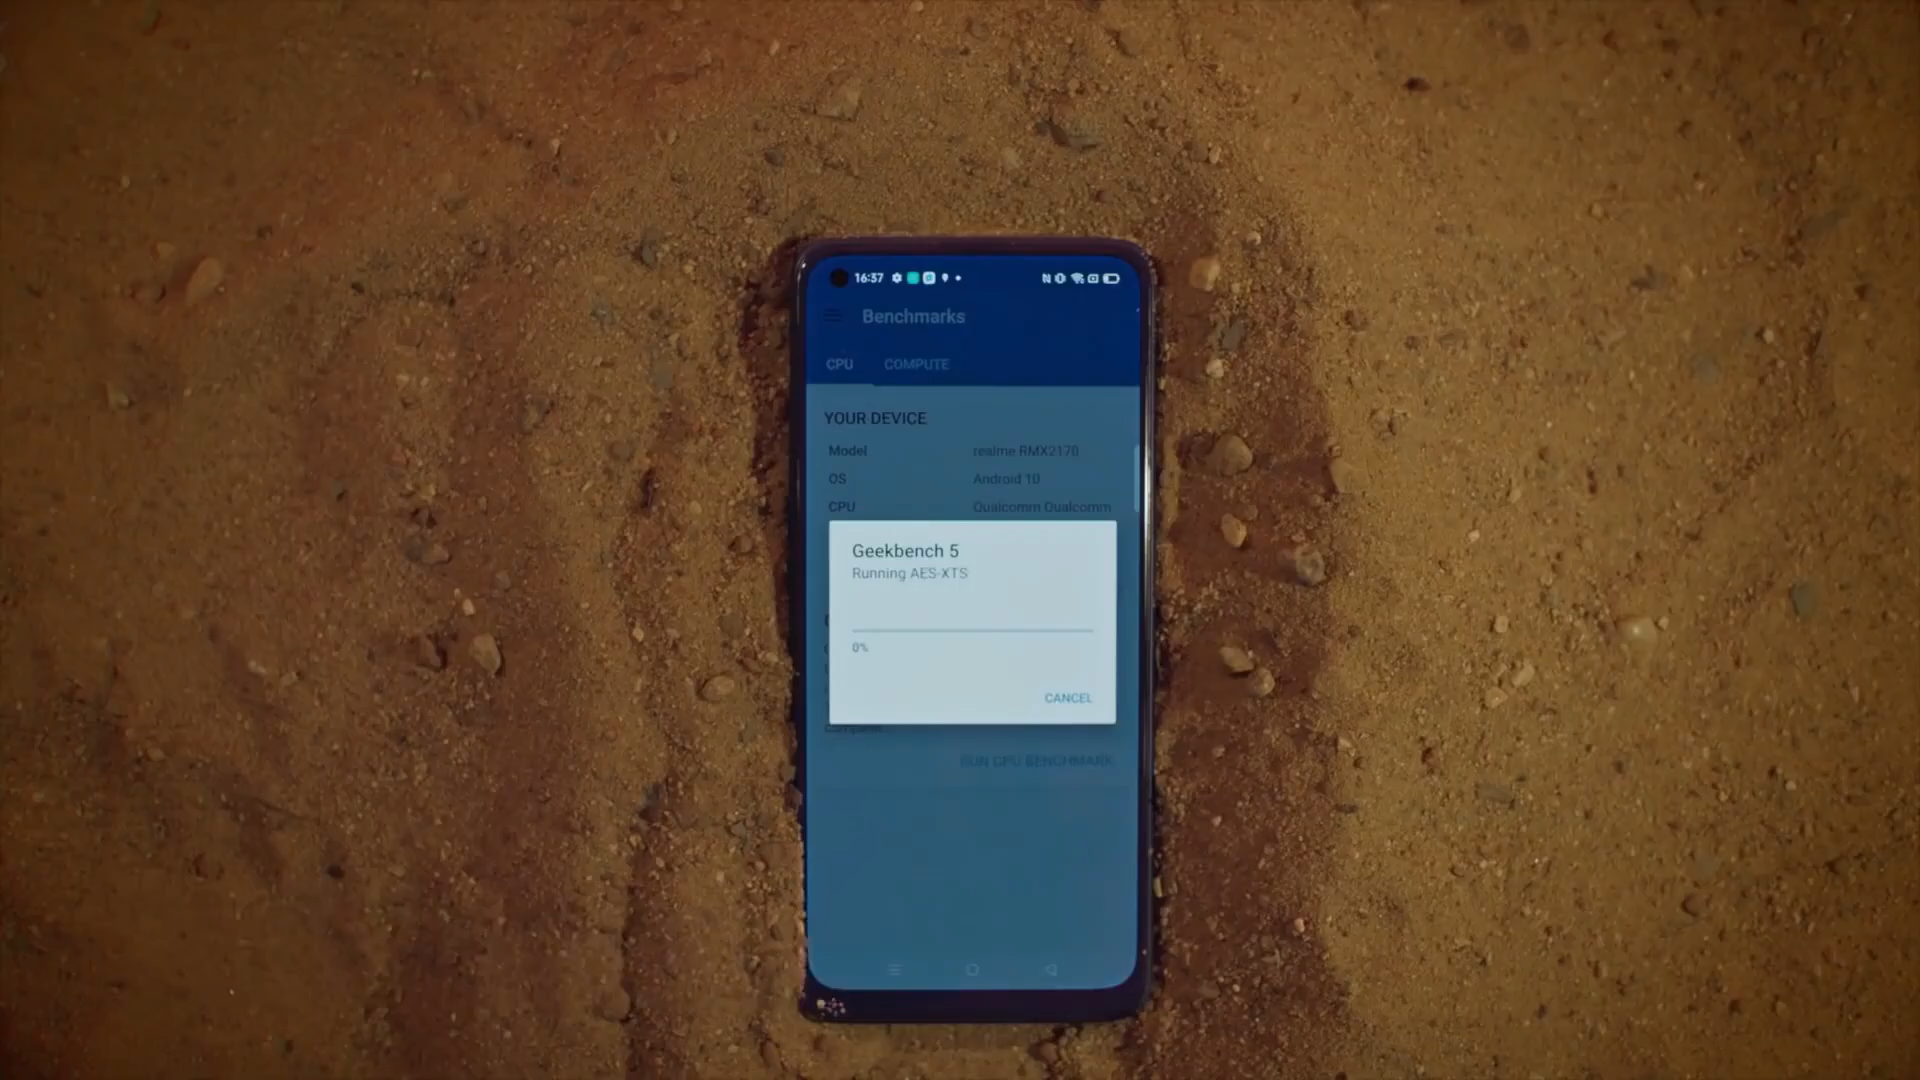 16:37
Benchmarks
CPU COMPUTE
YOUR DEVICE
Model realme RMX2170
OS Android 10
CPU Qualcomm Qualcomm
Geekbench 5
Running AES-XTS
0%
CANCEL
RUN CPU BENCHMARK